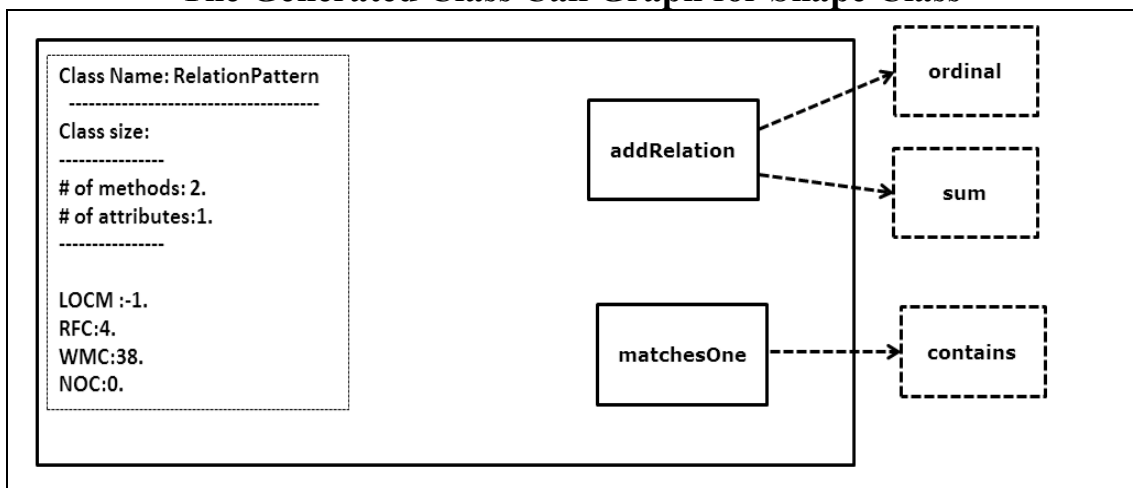 The Generated Class Call Graph for Shape Class
Class Name: RelationPattern
--------------------------------------
Class size:
----------------
# of methods: 2.
# of attributes:1.
----------------
LOCM :-1.
RFC:4.
WMC:38.
NOC:0.
addRelation
matchesOne
ordinal
sum
contains